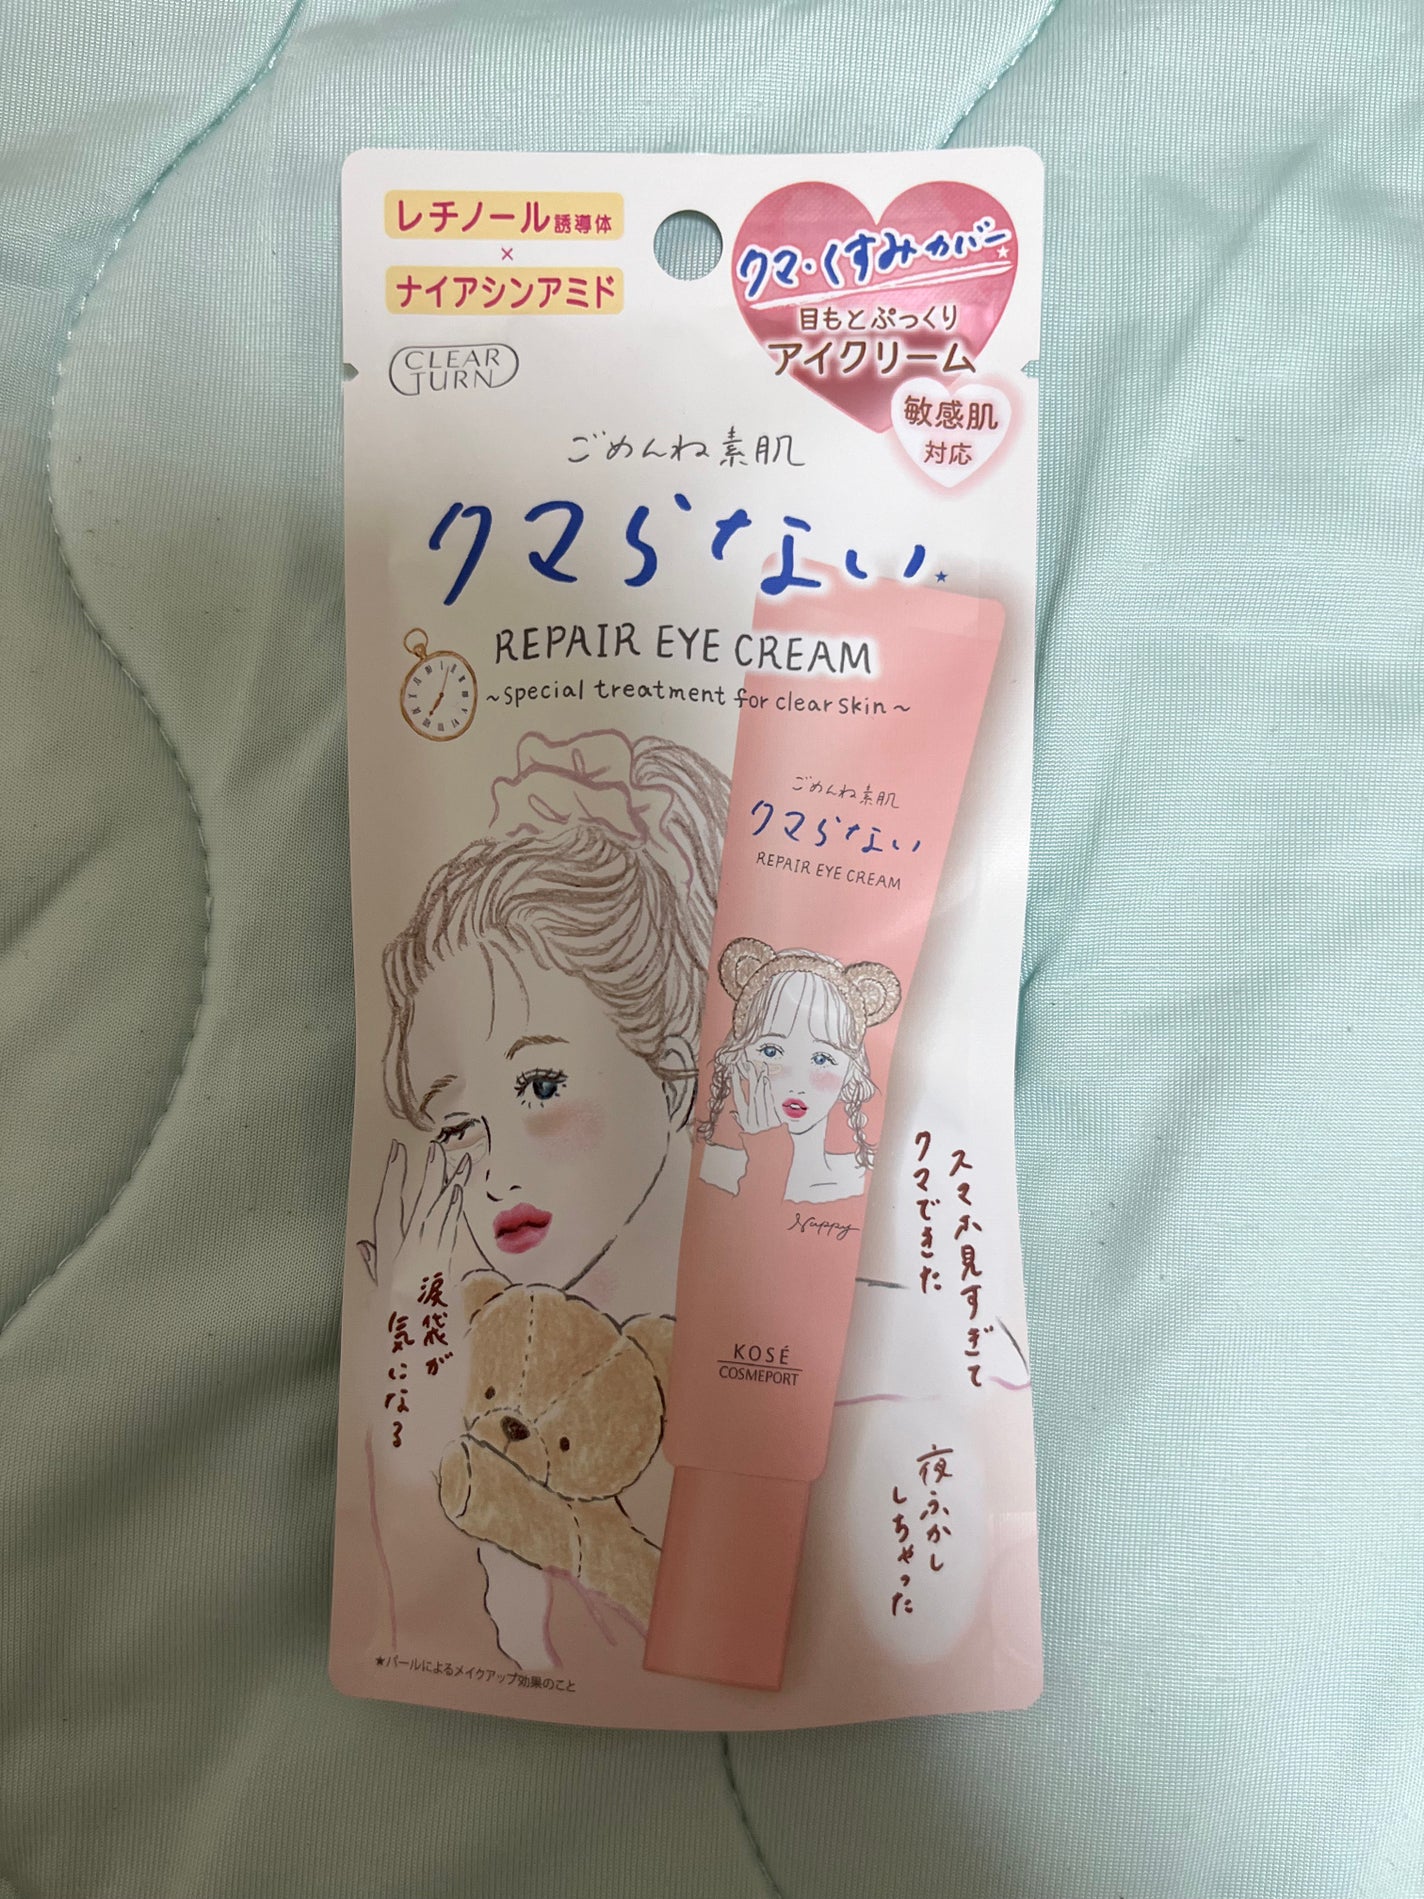 レチノール誘導体
×
ナイアシンアミド
クマ・くすみカバー★
目もとぷっくり
アイクリーム
敏感肌
対応
CLEAR
TURN
ごめんね素肌
クマらない★
REPAIR EYE CREAM
~special treatment for clear skin~
ごめんね素肌
クマらない
REPAIR EYE CREAM
Nappy
KOSÉ
COSMEPORT
スマホ見すぎて
クマできた
涙袋が
気になる
夜ふかし
しちゃった
★パールによるメイクアップ効果のこと